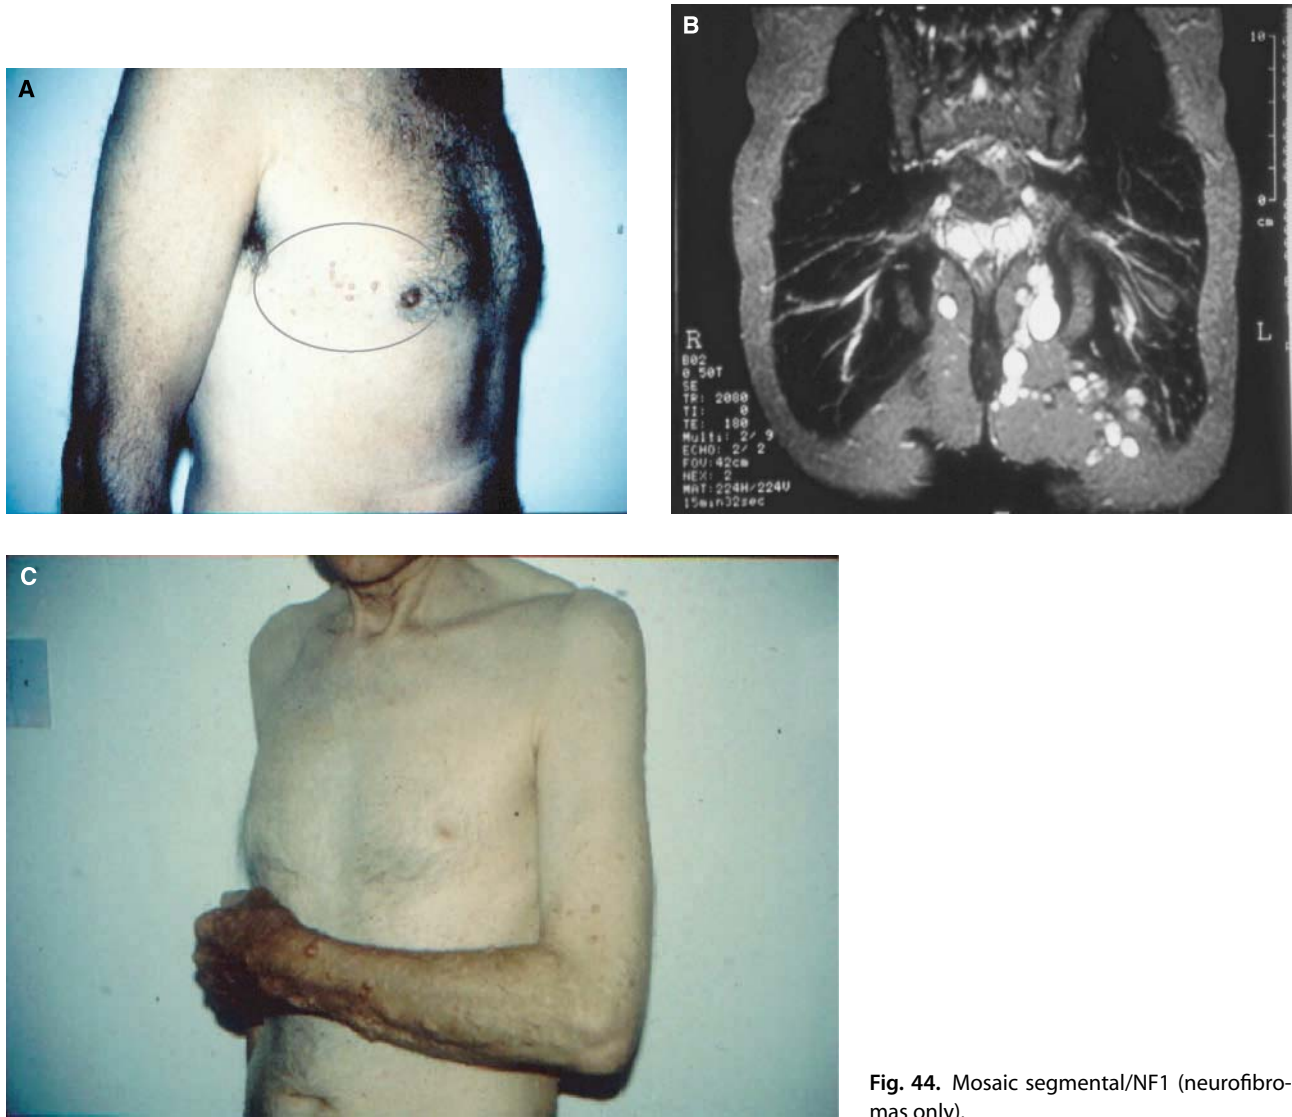 A
B
10
0
cm
R
L
B02
0.50T
SE
TR: 2080
TI: 0
TE: 180
Multi: 2/ 9
ECHO: 2/ 2
FOV:42cm
NEX: 2
MAT:224H/224V
15min32sec
C
Fig. 44. Mosaic segmental/NF1 (neurofibro-
mas only).